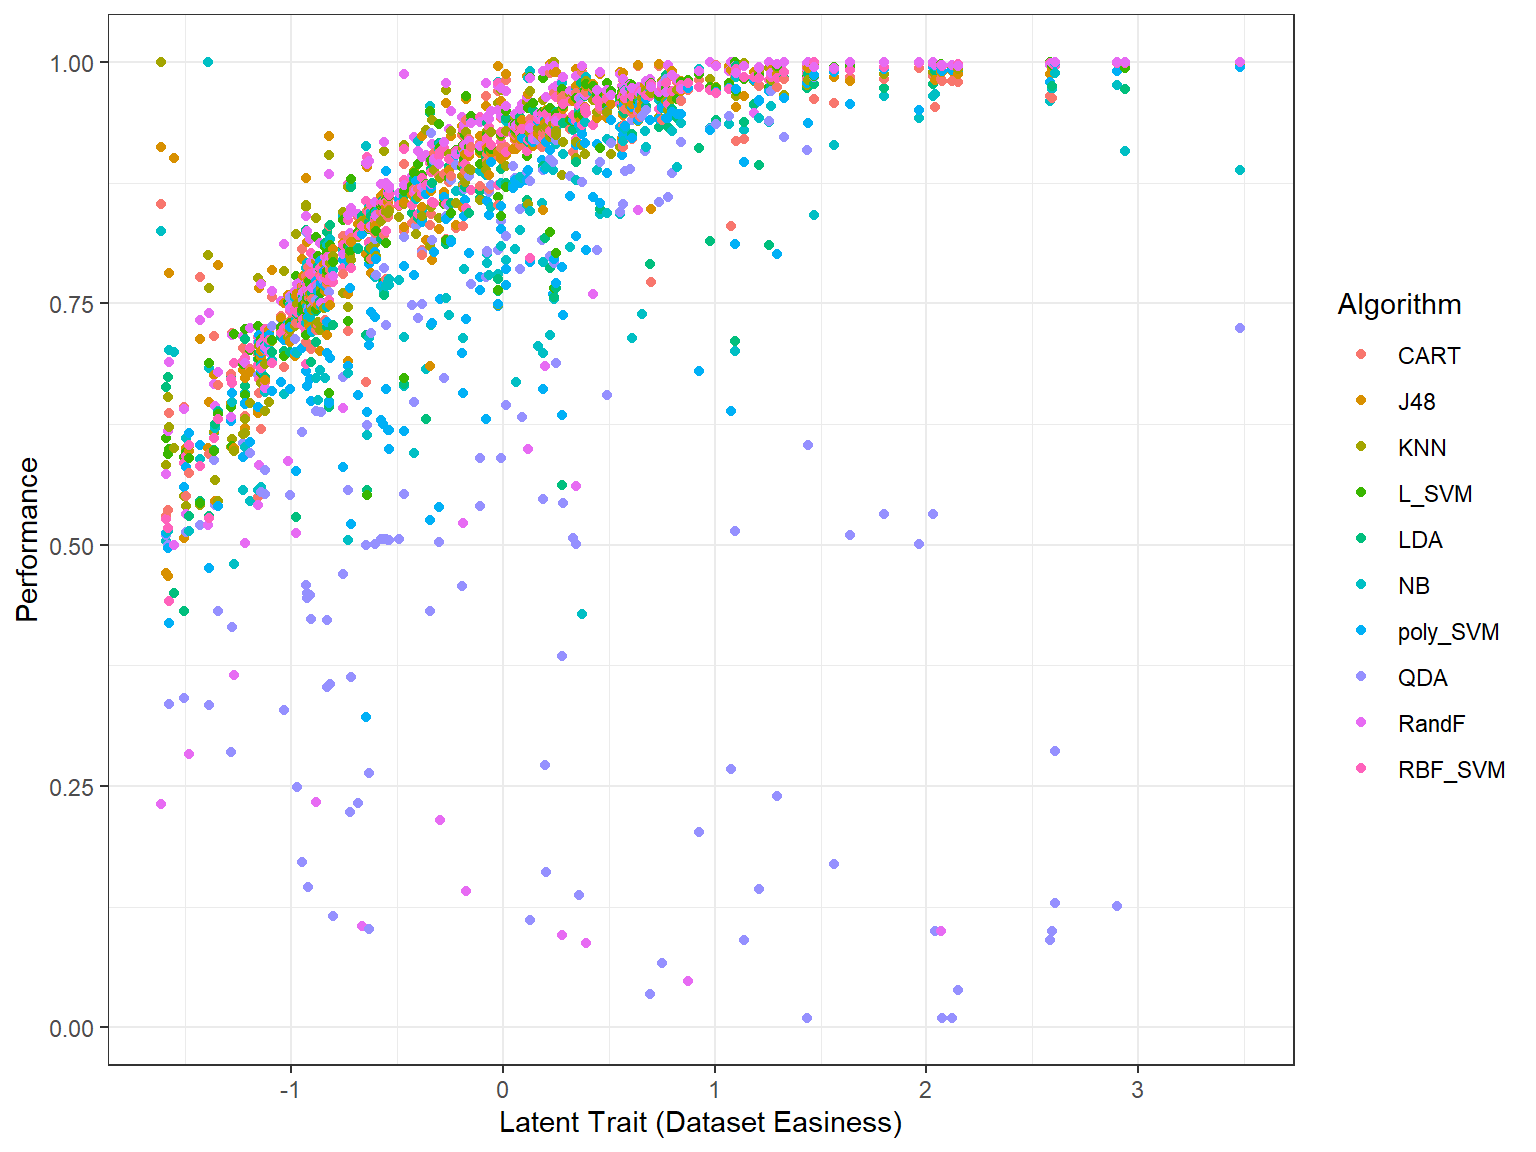 Performance
1.00
0.75
0.50
0.25
0.00
-1
0
1
2
3
Latent Trait (Dataset Easiness)
Algorithm
CART
J48
KNN
L_SVM
LDA
NB
poly_SVM
QDA
RandF
RBF_SVM